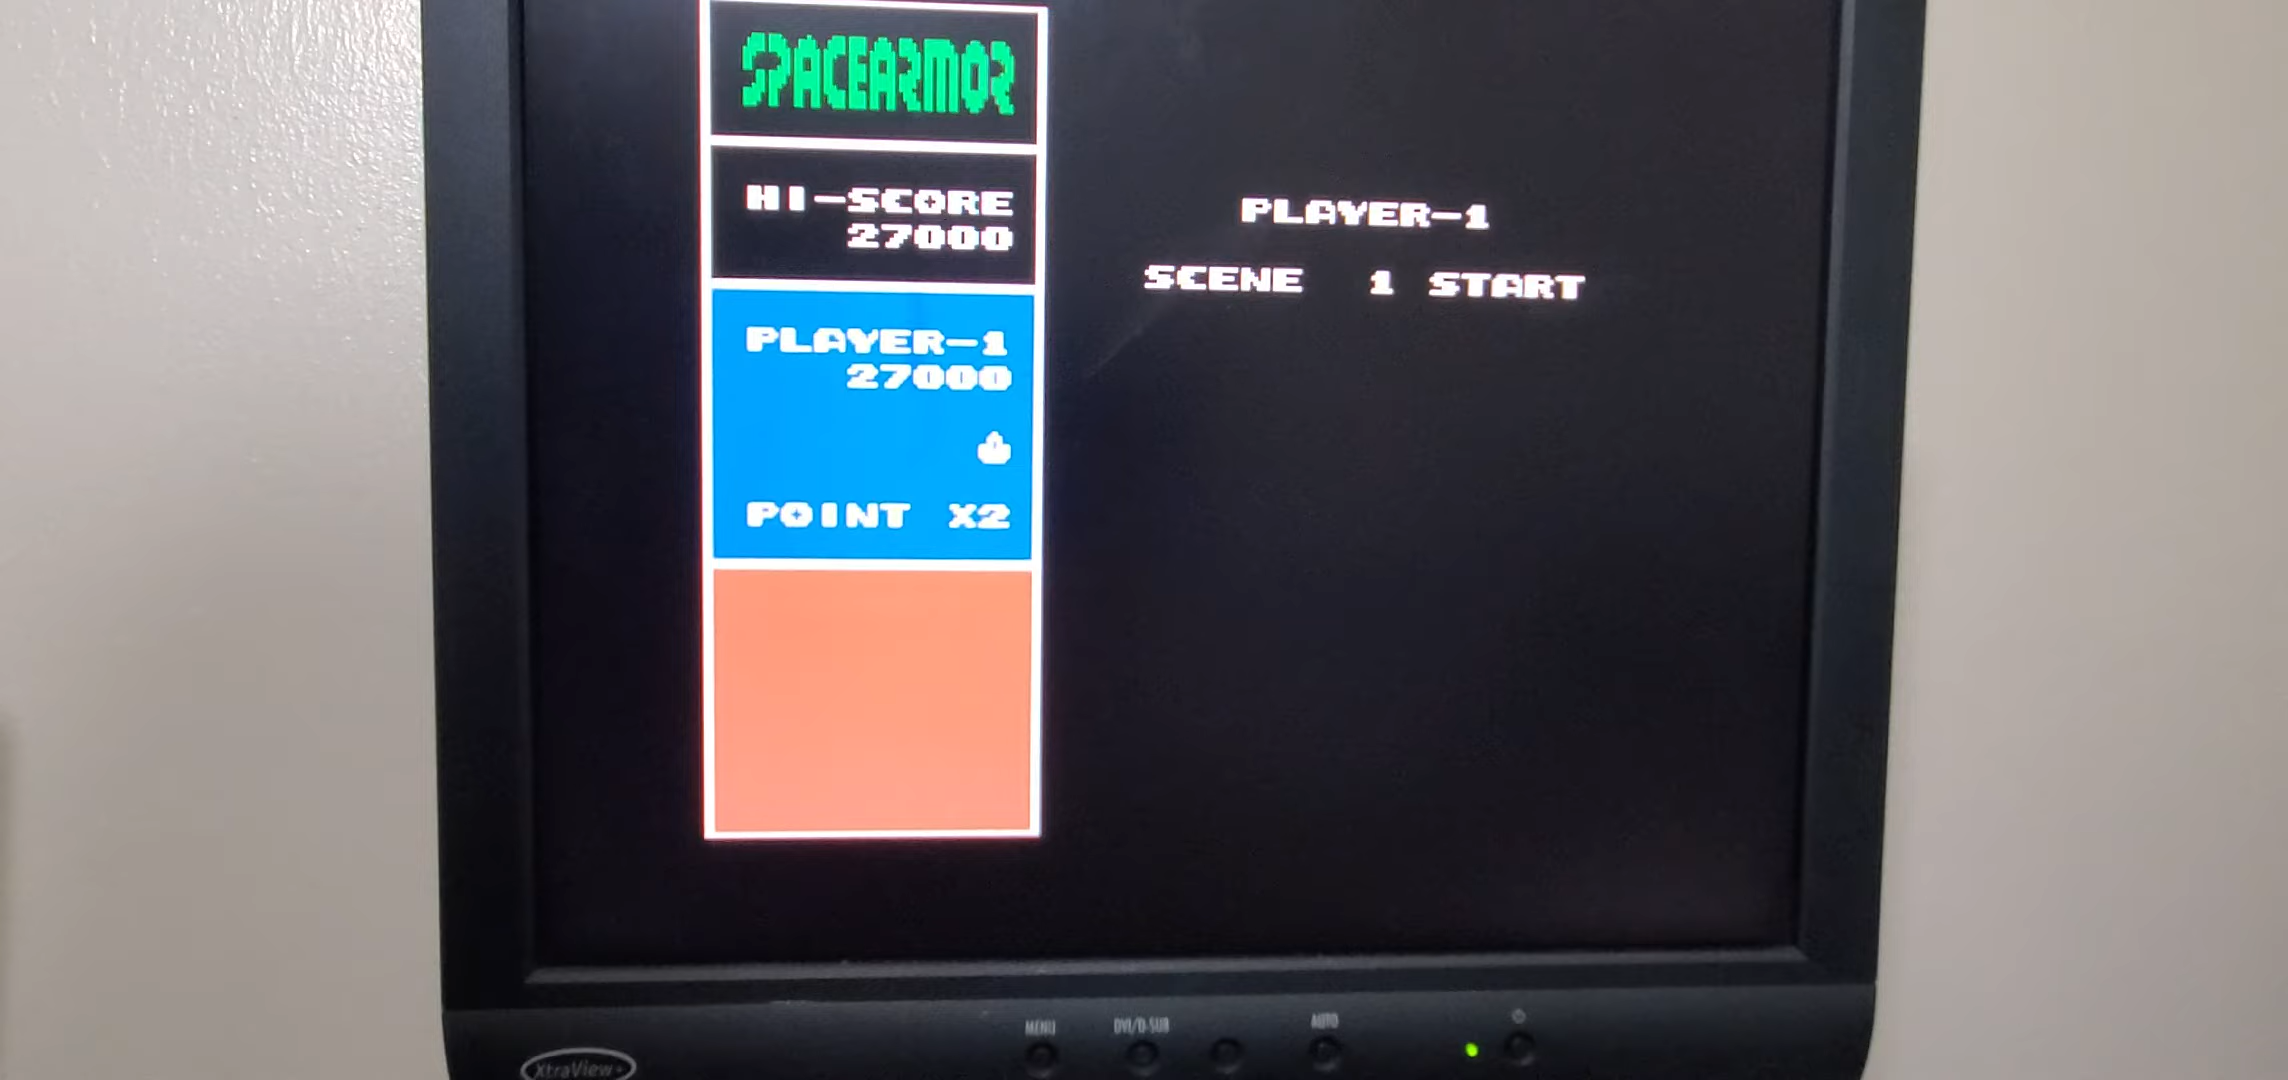 SPACEARMOR
HI-SCORE
27000
PLAYER-1
27000
POINT X2
PLAYER-1
SCENE 1 START
MENU
DVI/D-SUB
AUTO
XtraView+